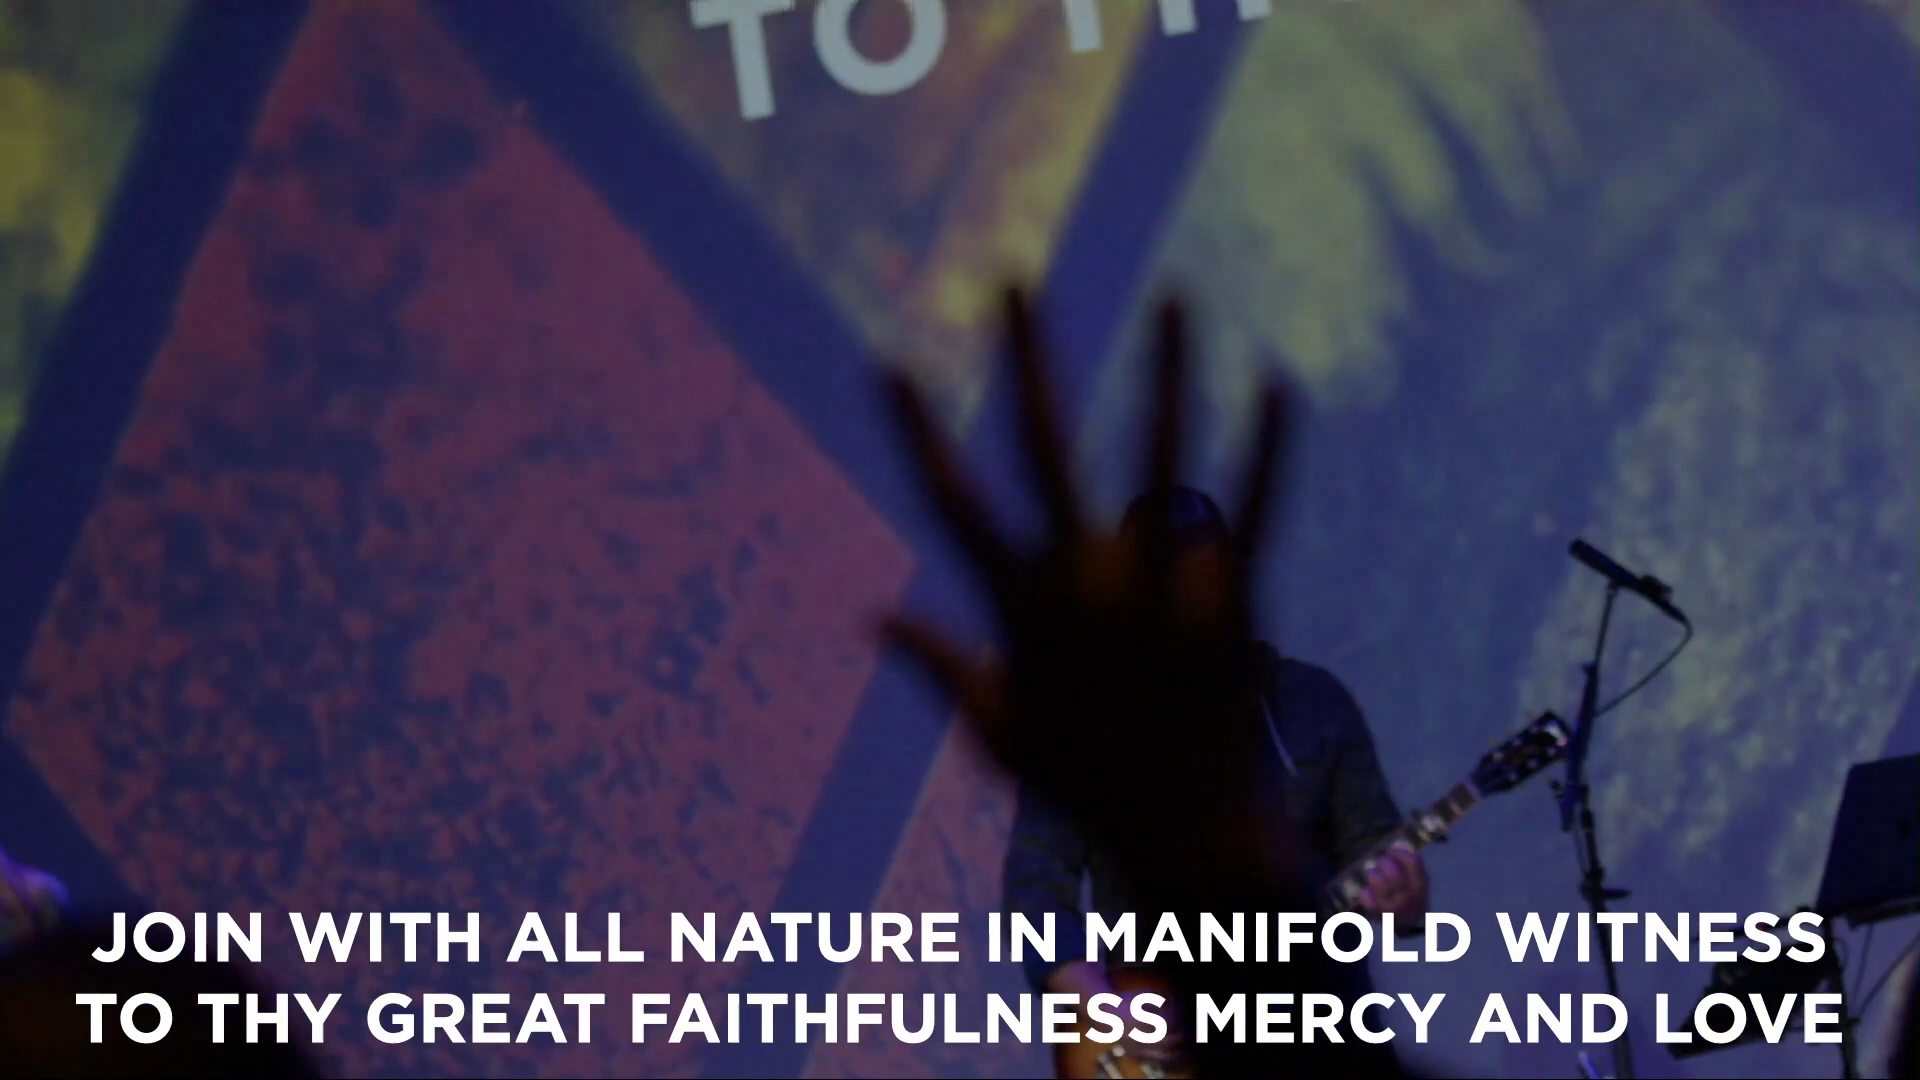 TO
JOIN WITH ALL NATURE IN MANIFOLD WITNESS
TO THY GREAT FAITHFULNESS MERCY AND LOVE